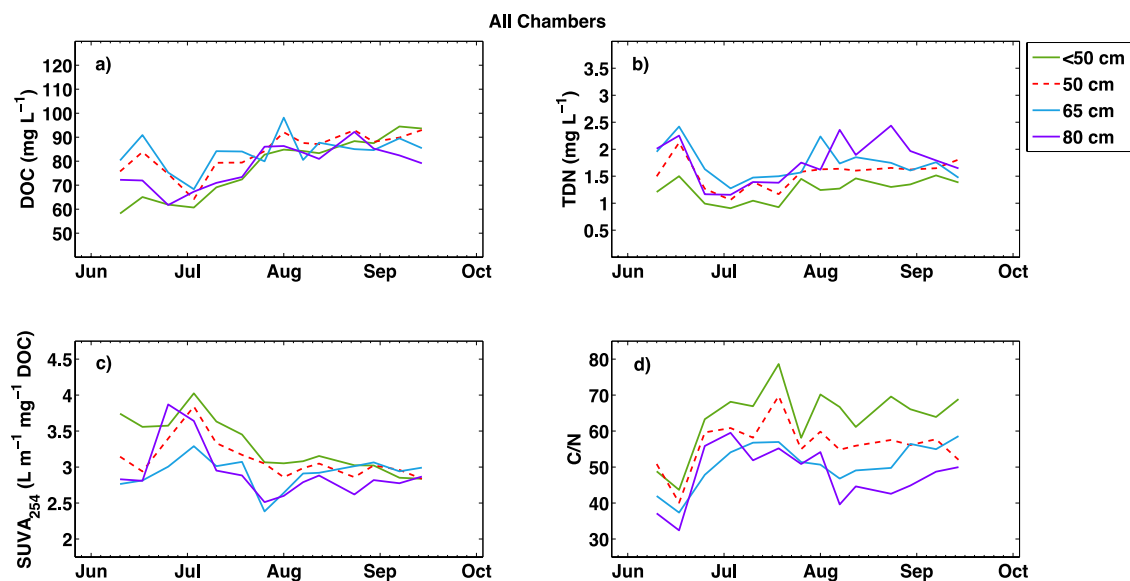 All Chambers
a)
DOC (mg L⁻¹)
120
110
100
90
80
70
60
50
Jun Jul Aug Sep Oct
b)
TDN (mg L⁻¹)
3.5
3
2.5
2
1.5
1
0.5
Jun Jul Aug Sep Oct
<50 cm
50 cm
65 cm
80 cm
c)
SUVA₂₅₄ (L m⁻¹ mg⁻¹ DOC)
4.5
4
3.5
3
2.5
2
Jun Jul Aug Sep Oct
d)
C/N
80
70
60
50
40
30
Jun Jul Aug Sep Oct